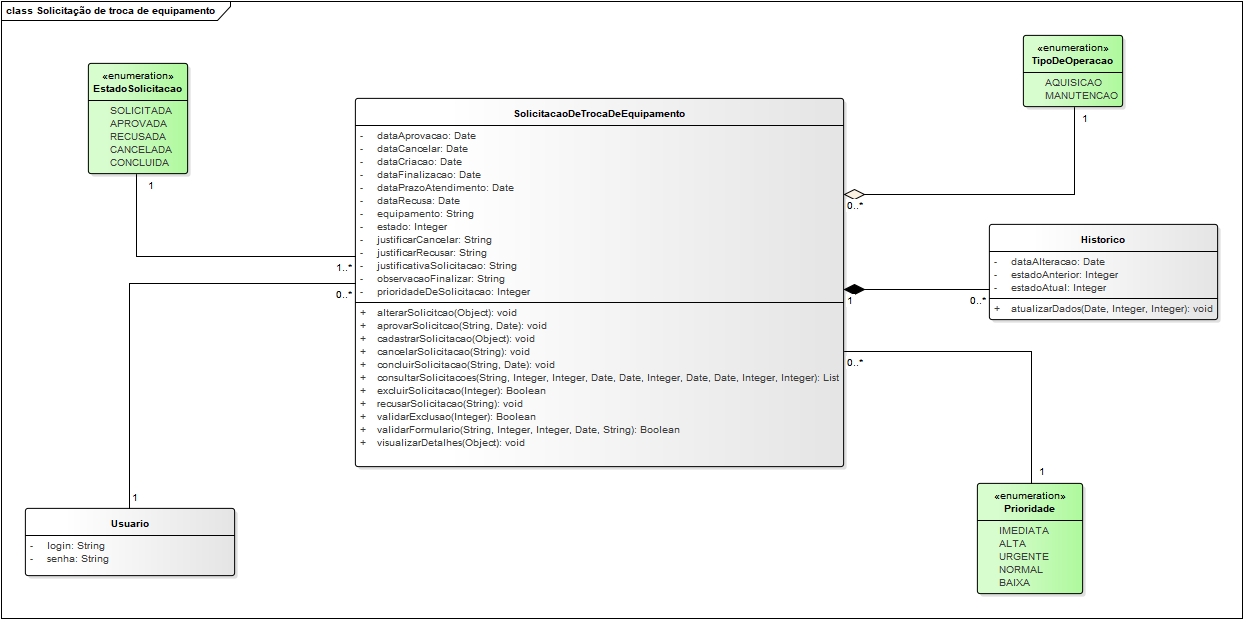 class Solicitação de troca de equipamento
«enumeration»
EstadoSolicitacao
SOLICITADA
APROVADA
RECUSADA
CANCELADA
CONCLUIDA
1
1..*
SolicitacaoDeTrocaDeEquipamento
- dataAprovacao: Date
- dataCancelar: Date
- dataCriacao: Date
- dataFinalizacao: Date
- dataPrazoAtendimento: Date
- dataRecusa: Date
- equipamento: String
- estado: Integer
- justificarCancelar: String
- justificarRecusar: String
- justificativaSolicitacao: String
- observacaoFinalizar: String
- prioridadeDeSolicitacao: Integer
+ alterarSolicitcao(Object): void
+ aprovarSolicitcao(String, Date): void
+ cadastrarSolicitacao(Object): void
+ cancelarSolicitacao(String): void
+ concluirSolicitacao(String, Date): void
+ consultarSolicitacoes(String, Integer, Integer, Date, Date, Integer, Date, Date, Integer, Integer): List
+ excluirSolicitacao(Integer): Boolean
+ recusarSolicitacao(String): void
+ validarExclusao(Integer): Boolean
+ validarFormulario(String, Integer, Integer, Date, String): Boolean
+ visualizarDetalhes(Object): void
«enumeration»
TipoDeOperacao
AQUISICAO
MANUTENCAO
1
0..*
Historico
- dataAlteracao: Date
- estadoAnterior: Integer
- estadoAtual: Integer
+ atualizarDados(Date, Integer, Integer): void
1
0..*
0..*
1
«enumeration»
Prioridade
IMEDIATA
ALTA
URGENTE
NORMAL
BAIXA
0..*
1
Usuario
- login: String
- senha: String